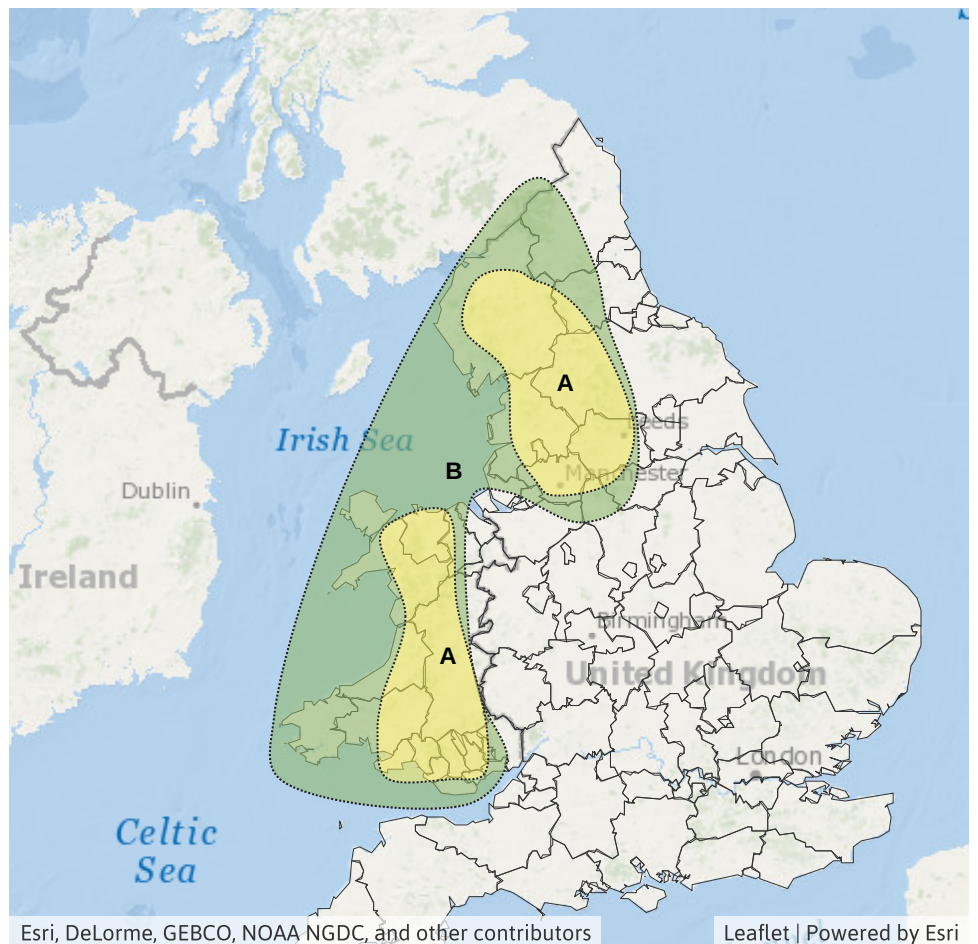 A
Leeds
Irish Sea
B
Manchester
Dublin
Ireland
Birmingham
A
United Kingdom
London
Celtic
Sea
Esri, DeLorme, GEBCO, NOAA NGDC, and other contributors
Leaflet | Powered by Esri